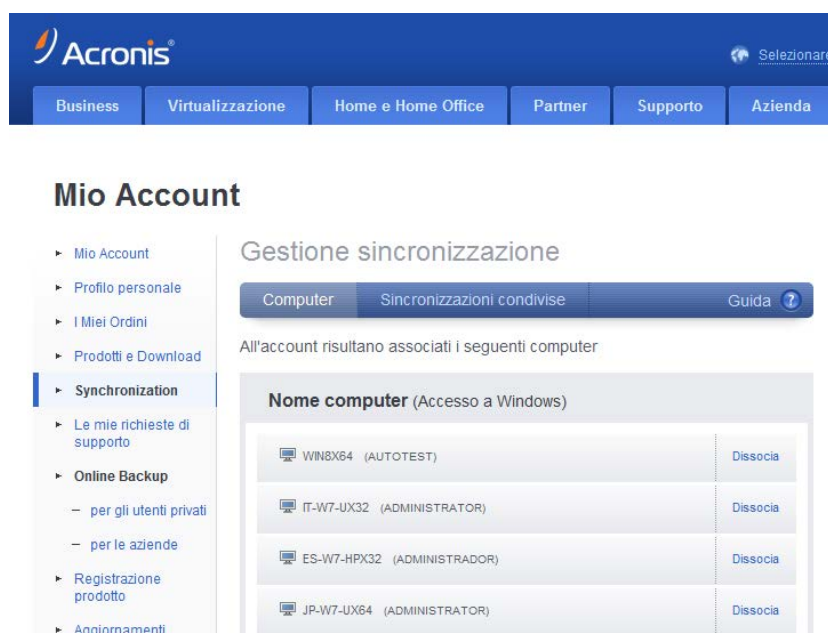 Acronis®
Selezionare
Business Virtualizzazione Home e Home Office Partner Supporto Azienda
Mio Account
Mio Account
Profilo personale
I Miei Ordini
Prodotti e Download
Synchronization
Le mie richieste di
supporto
Online Backup
– per gli utenti privati
– per le aziende
Registrazione
prodotto
Aggiornamenti
Gestione sincronizzazione
Computer Sincronizzazioni condivise Guida ?
All'account risultano associati i seguenti computer
Nome computer (Accesso a Windows)
WIN8X64 (AUTOTEST) Dissocia
IT-W7-UX32 (ADMINISTRATOR) Dissocia
ES-W7-HPX32 (ADMINISTRADOR) Dissocia
JP-W7-UX64 (ADMINISTRATOR) Dissocia